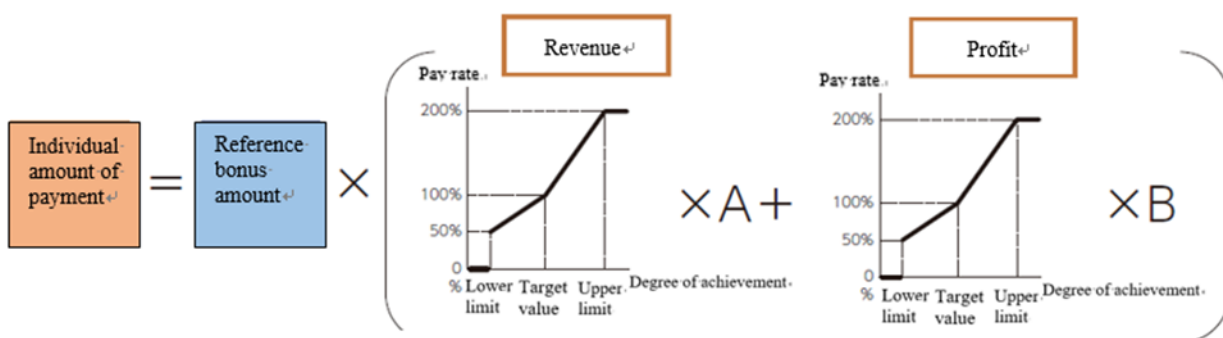 Individual
amount of
payment
=
Reference
bonus
amount
×
Revenue
Pay rate
200%
100%
50%
0
%
Lower
limit
Target
value
Upper
limit
Degree of achievement
×A+
Profit
Pay rate
200%
100%
50%
0
%
Lower
limit
Target
value
Upper
limit
Degree of achievement
×B